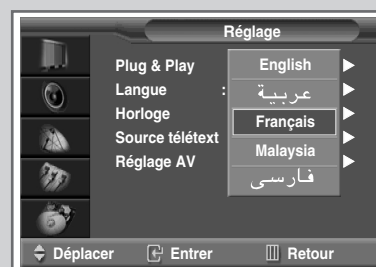 Réglage
Plug & Play
Langue :
Horloge
Source télétext
Réglage AV
English
عربية
Français
Malaysia
فارسی
Déplacer Entrer Retour